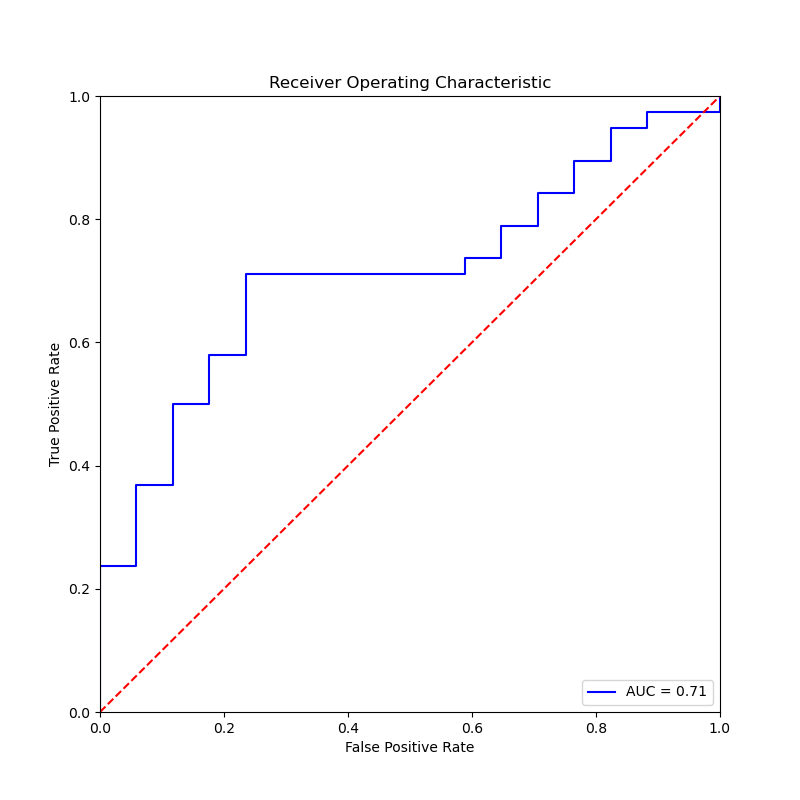 Receiver Operating Characteristic
True Positive Rate
1.0
0.8
0.6
0.4
0.2
0.0
AUC = 0.71
0.0 0.2 0.4 0.6 0.8 1.0
False Positive Rate